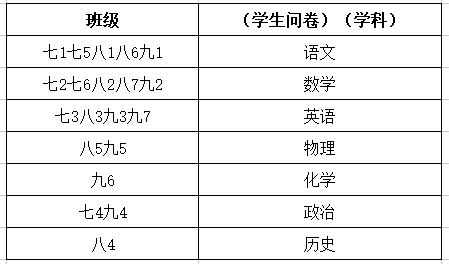 班级 （学生问卷）（学科）
七1七5八1八6九1 语文
七2七6八2八7九2 数学
七3八3九3九7 英语
八5九5 物理
九6 化学
七4九4 政治
八4 历史